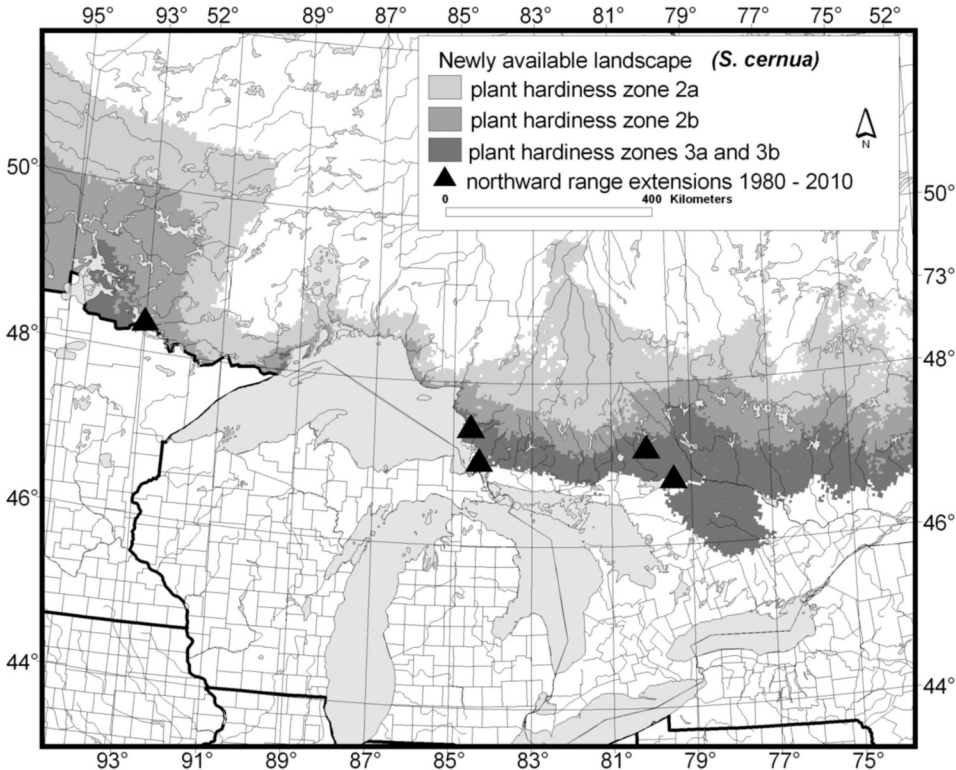 95° 93° 52° 89° 87° 85° 84° 81° 81° 79° 77° 75° 52°
Newly available landscape (S. cernua)
plant hardiness zone 2a
plant hardiness zone 2b
plant hardiness zones 3a and 3b
northward range extensions 1980 - 2010
0 400 Kilometers
N
50° 50°
73°
48° 48°
46° 46°
44° 44°
93 91 89 87 85 83 81 79 77 75